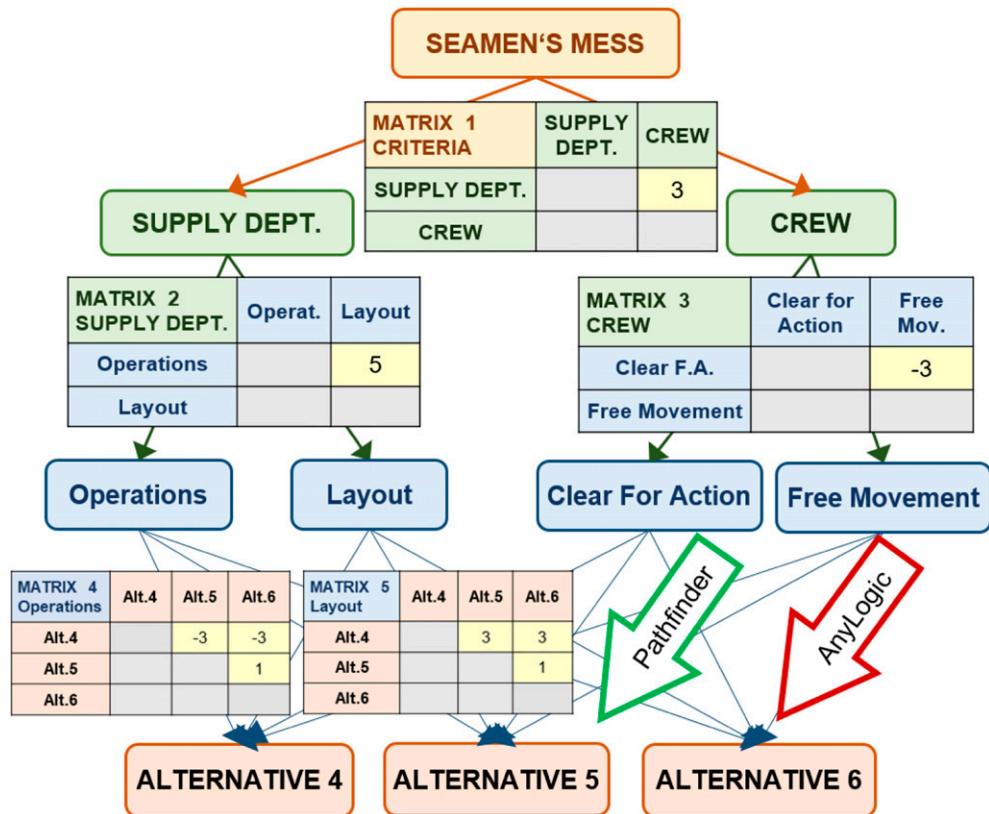 SEAMEN‘S MESS
MATRIX 1
CRITERIA
SUPPLY
DEPT.
CREW
SUPPLY DEPT.
3
CREW
SUPPLY DEPT.
CREW
MATRIX 2
SUPPLY DEPT.
Operat.
Layout
Operations
5
Layout
MATRIX 3
CREW
Clear for
Action
Free
Mov.
Clear F.A.
-3
Free Movement
Operations
Layout
Clear For Action
Free Movement
MATRIX 4
Operations
Alt.4
Alt.5
Alt.6
Alt.4
-3
-3
Alt.5
1
Alt.6
MATRIX 5
Layout
Alt.4
Alt.5
Alt.6
Alt.4
3
3
Alt.5
1
Alt.6
Pathfinder
AnyLogic
ALTERNATIVE 4
ALTERNATIVE 5
ALTERNATIVE 6